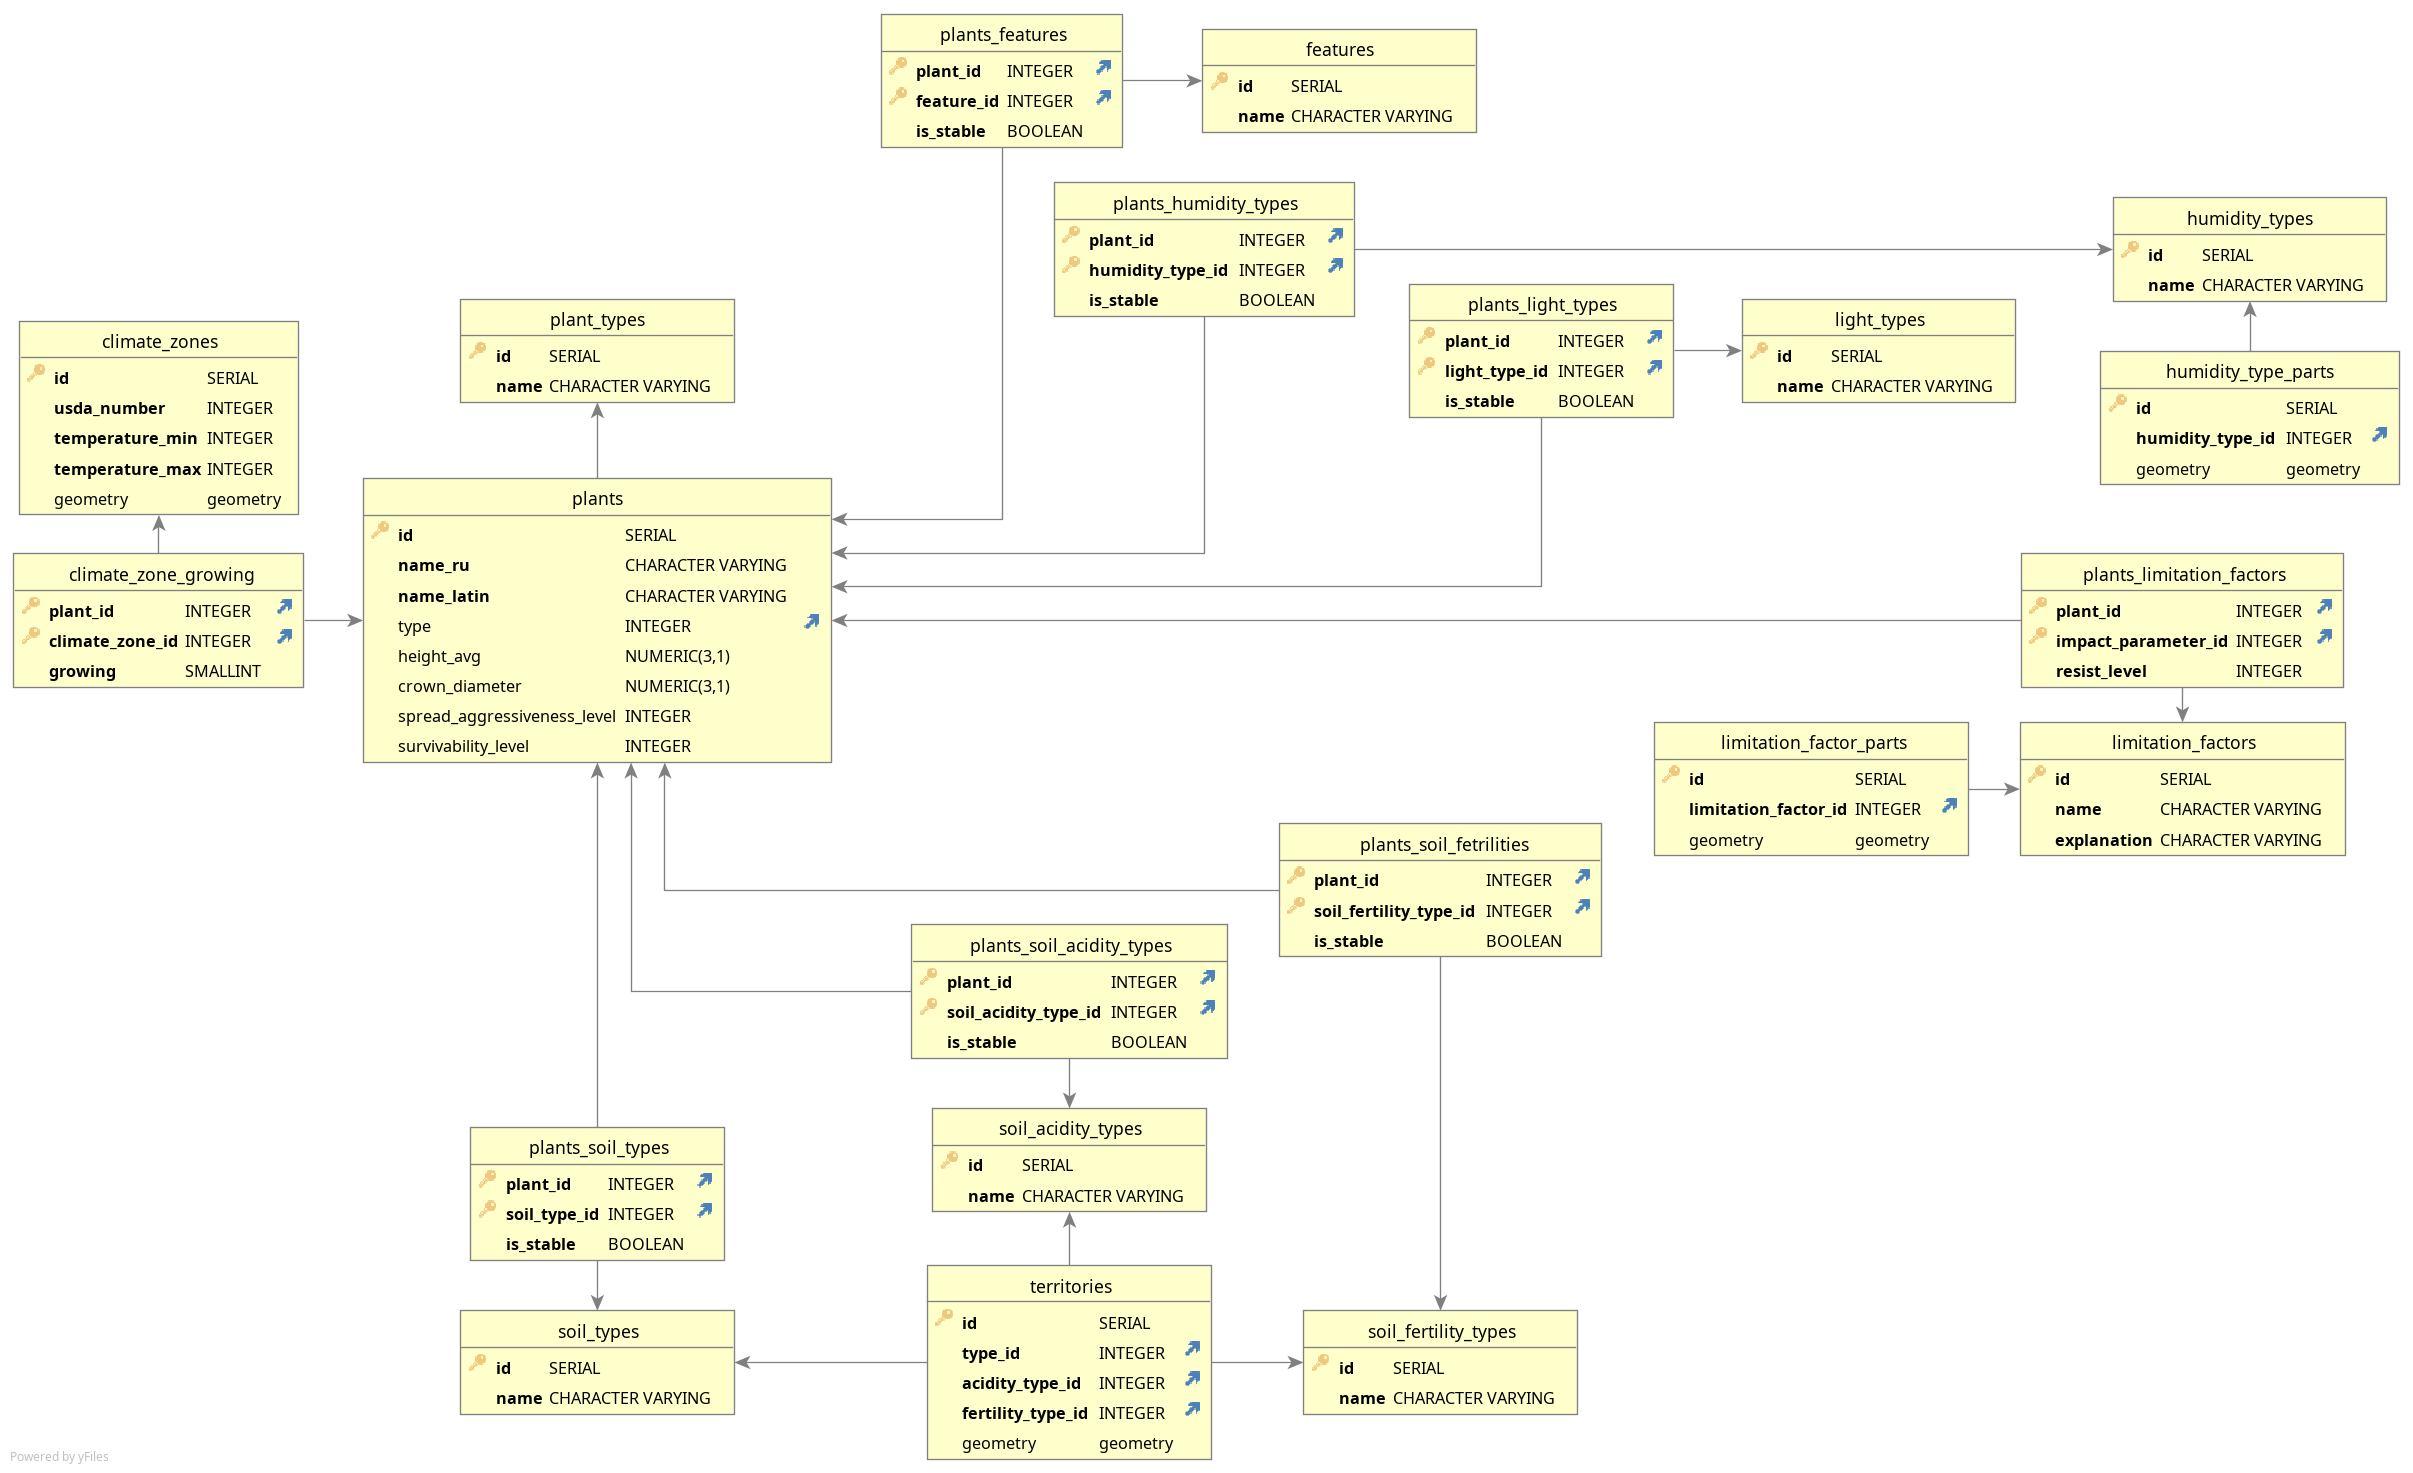 plants_features
plant_id INTEGER
feature_id INTEGER
is_stable BOOLEAN
features
id SERIAL
name CHARACTER VARYING
plants_humidity_types
plant_id INTEGER
humidity_type_id INTEGER
is_stable BOOLEAN
humidity_types
id SERIAL
name CHARACTER VARYING
plants_light_types
plant_id INTEGER
light_type_id INTEGER
is_stable BOOLEAN
light_types
id SERIAL
name CHARACTER VARYING
humidity_type_parts
id SERIAL
humidity_type_id INTEGER
geometry geometry
plant_types
id SERIAL
name CHARACTER VARYING
climate_zones
id SERIAL
usda_number INTEGER
temperature_min INTEGER
temperature_max INTEGER
geometry geometry
climate_zone_growing
plant_id INTEGER
climate_zone_id INTEGER
growing SMALLINT
plants
id SERIAL
name_ru CHARACTER VARYING
name_latin CHARACTER VARYING
type INTEGER
height_avg NUMERIC(3,1)
crown_diameter NUMERIC(3,1)
spread_aggressiveness_level INTEGER
survivability_level INTEGER
plants_limitation_factors
plant_id INTEGER
impact_parameter_id INTEGER
resist_level INTEGER
limitation_factor_parts
id SERIAL
limitation_factor_id INTEGER
geometry geometry
limitation_factors
id SERIAL
name CHARACTER VARYING
explanation CHARACTER VARYING
plants_soil_fetrilities
plant_id INTEGER
soil_fertility_type_id INTEGER
is_stable BOOLEAN
plants_soil_acidity_types
plant_id INTEGER
soil_acidity_type_id INTEGER
is_stable BOOLEAN
soil_acidity_types
id SERIAL
name CHARACTER VARYING
plants_soil_types
plant_id INTEGER
soil_type_id INTEGER
is_stable BOOLEAN
soil_types
id SERIAL
name CHARACTER VARYING
territories
id SERIAL
type_id INTEGER
acidity_type_id INTEGER
fertility_type_id INTEGER
geometry geometry
soil_fertility_types
id SERIAL
name CHARACTER VARYING
Powered by yFiles